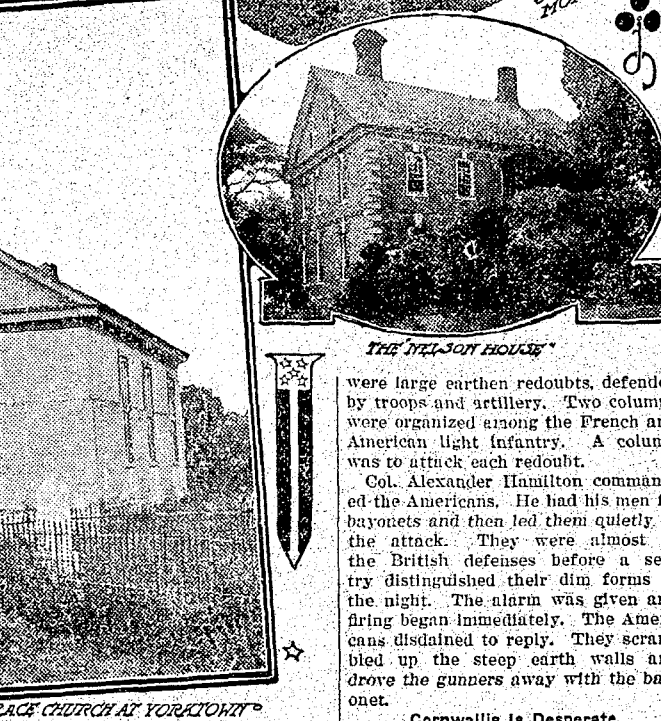 THE "NELSON HOUSE"
were large earthen redoubts, defende
by troops and artillery. Two colum
were organized among the French a
American light infantry. A colum
was to attack each redoubt.
Col. Alexander Hamilton comman
ed the Americans. He had his men f
bayonets and then led them quietly
the attack. They were almost
the British defenses before a se
try distinguished their dim forms
the night. The alarm was given a
firing began immediately. The Ame
cans disdained to reply. They scra
bled up the steep earth walls a
drove the gunners away with the ba
onet.
Cornwallis is Desperate
RACE CHURCH AT YORKTOWN